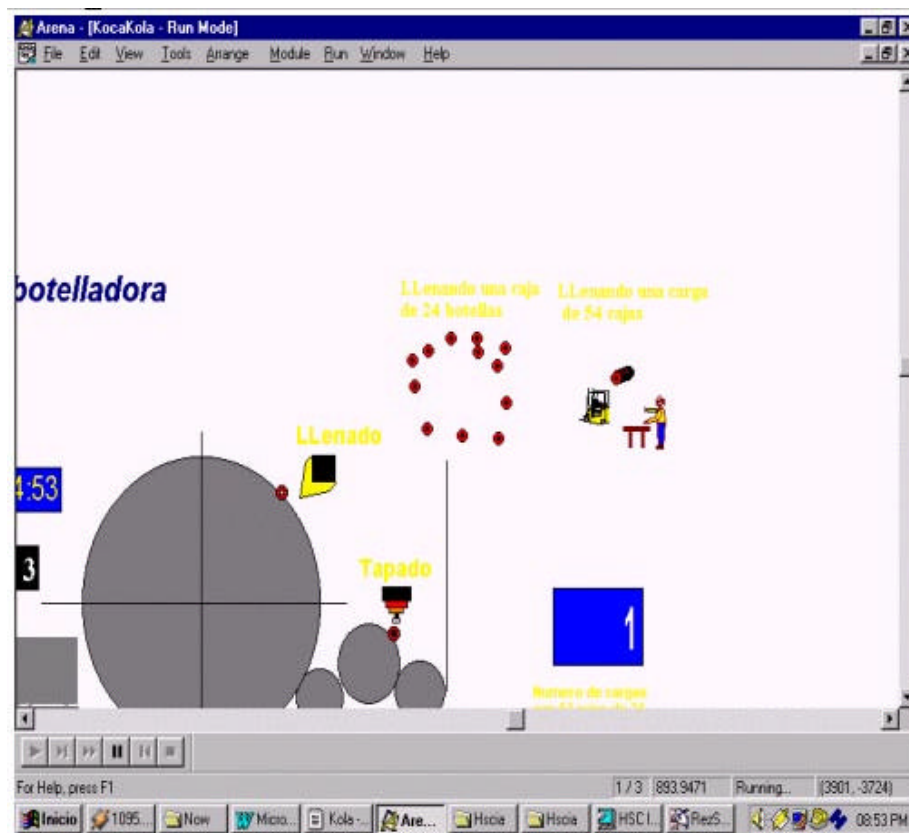 Arena - [KocaKola - Run Mode]
File Edit View Tools Arrange Module Run Window Help
botelladora
LLenando una caja
de 24 botellas
LLenando una carga
de 54 cajas
LLenado
4:53
3
Tapado
1
Numero de cargas
For Help, press F1
1 / 3 893.9471 Running... (3901, -3724)
Inicio 1095... Now Micro... Kola -... Are... Hscia Hscia HSC I... RezS... 08:53 PM